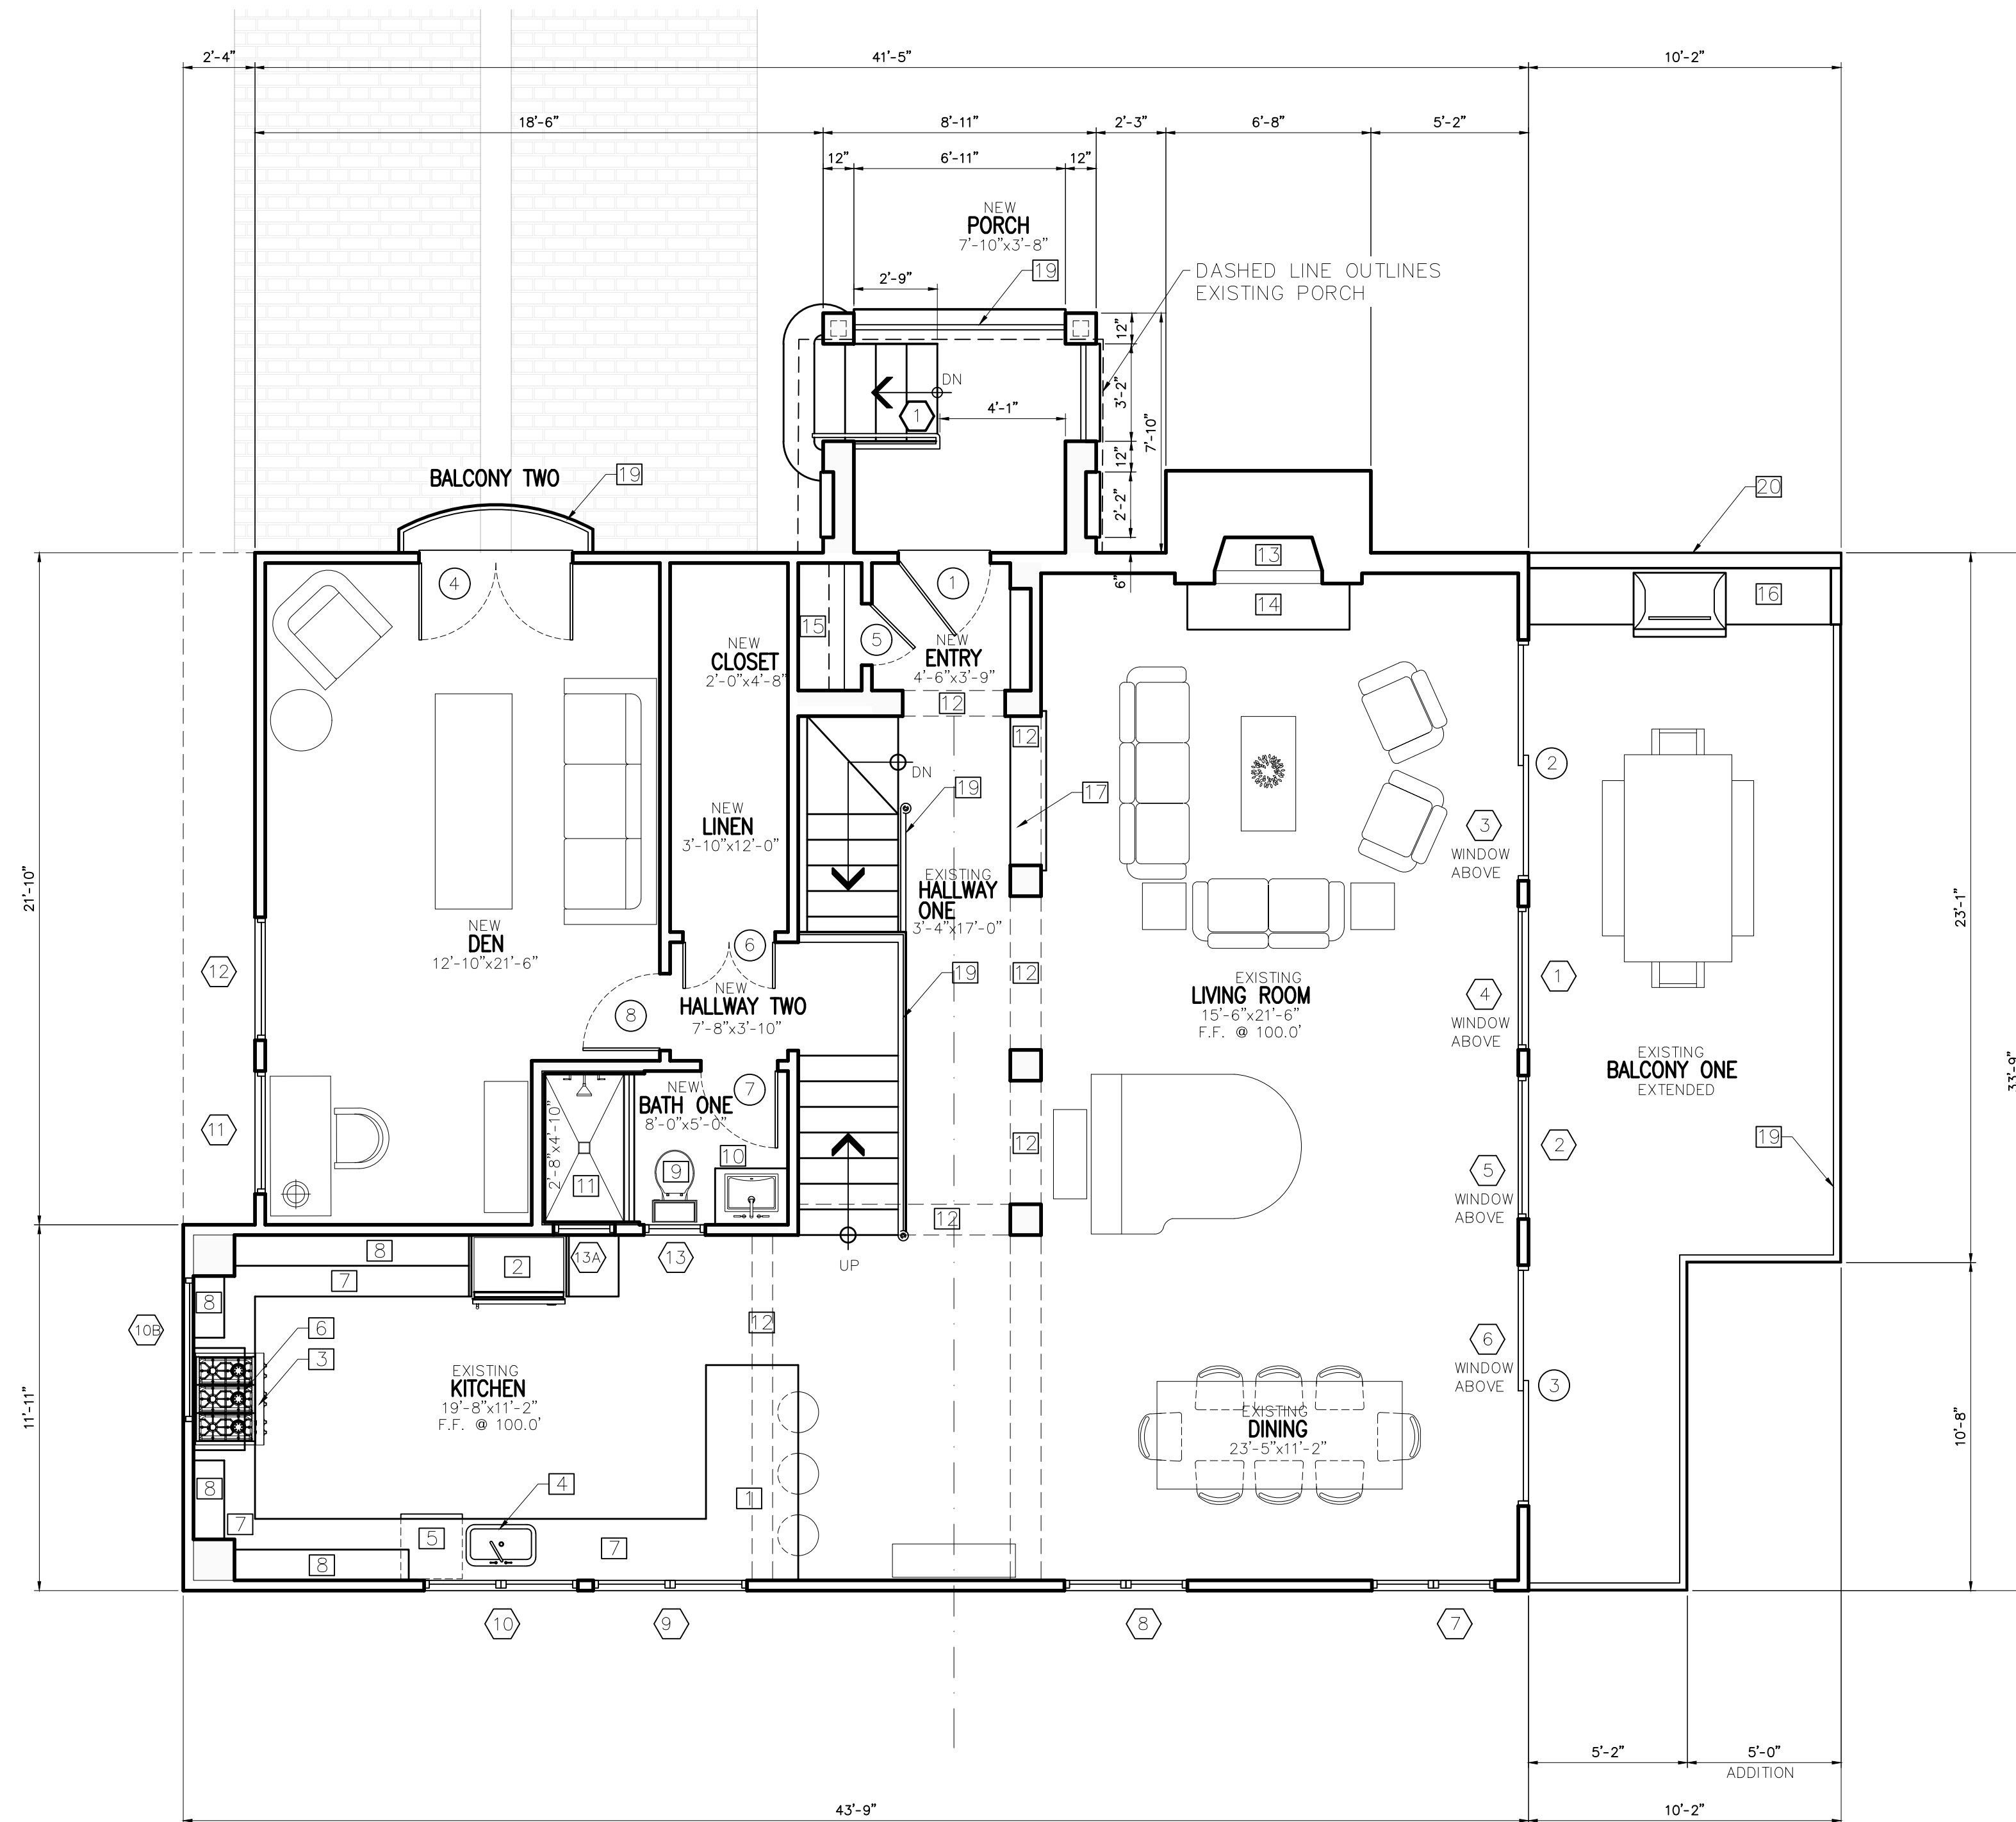 2'-4"
41'-5"
10'-2"
18'-6"
8'-11"
2'-3"
6'-8"
5'-2"
12"
6'-11"
12"
NEW
PORCH
7'-10"x3'-8"
19
2'-9"
DASHED LINE OUTLINES
EXISTING PORCH
12"
3'-2"
7'-10"
12"
2'-2"
6"
DN
1
4'-1"
BALCONY TWO
19
20
4
1
13
14
16
15
5
NEW
ENTRY
4'-6"x3'-9"
12
NEW
CLOSET
2'-0"x4'-8"
12
DN
19
17
2
3
WINDOW
ABOVE
NEW
LINEN
3'-10"x12'-0"
EXISTING
HALLWAY
ONE
3'-4"x17'-0"
21'-10"
23'-1"
NEW
DEN
12'-10"x21'-6"
6
12
19
12
EXISTING
LIVING ROOM
15'-6"x21'-6"
F.F. @ 100.0'
4
WINDOW
ABOVE
1
NEW
HALLWAY TWO
7'-8"x3'-10"
8
EXISTING
BALCONY ONE
EXTENDED
33'-9"
7
NEW
BATH ONE
8'-0"x5'-0"
2'-8"x4'-10"
11
12
2
19
10
9
11
5
WINDOW
ABOVE
12
8
2
13A
13
UP
7
8
10B
6
3
12
6
WINDOW
ABOVE
3
EXISTING
KITCHEN
19'-8"x11'-2"
F.F. @ 100.0'
EXISTING
DINING
23'-5"x11'-2"
11'-11"
10'-8"
8
4
1
7
5
7
8
10
9
8
7
5'-2"
5'-0"
ADDITION
43'-9"
10'-2"